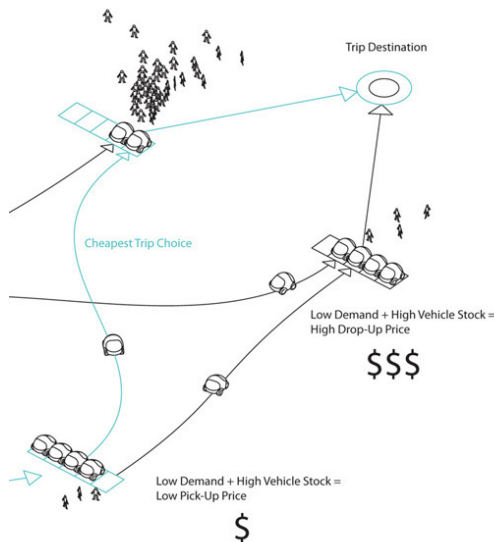 Trip Destination
Cheapest Trip Choice
Low Demand + High Vehicle Stock =
High Drop-Up Price
$$$
Low Demand + High Vehicle Stock =
Low Pick-Up Price
$